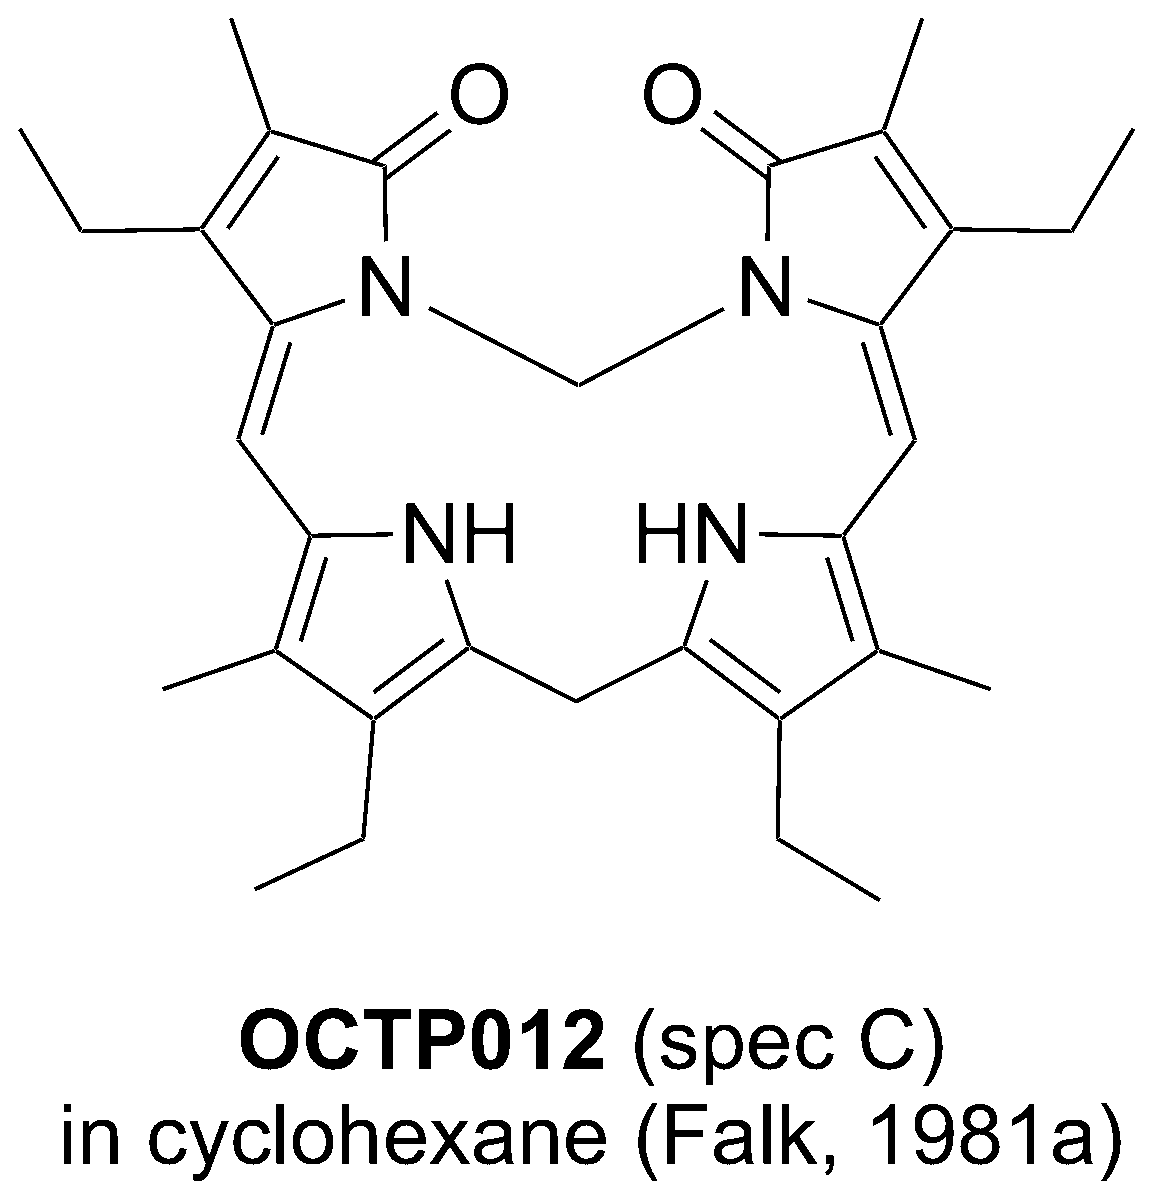 O O
N N
NH HN
OCTP012 (spec C)
in cyclohexane (Falk, 1981a)